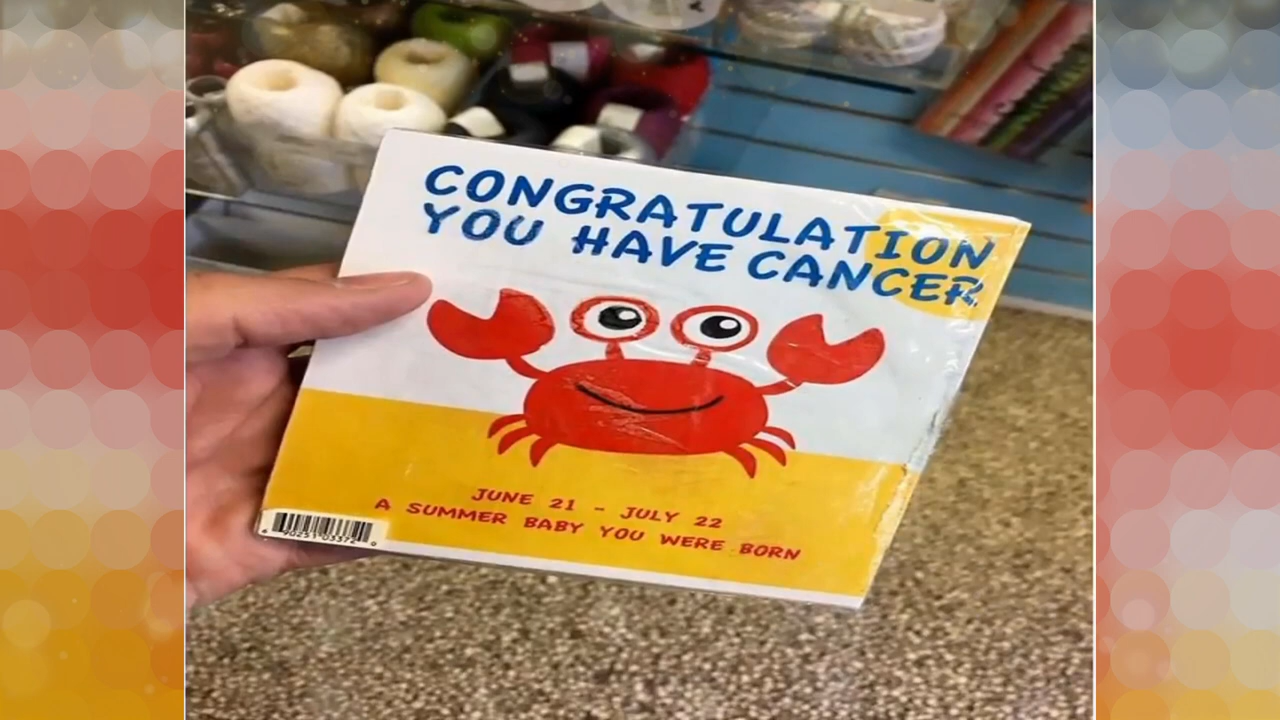 CONGRATULATION
YOU HAVE CANCER
JUNE 21 - JULY 22
A SUMMER BABY YOU WERE BORN